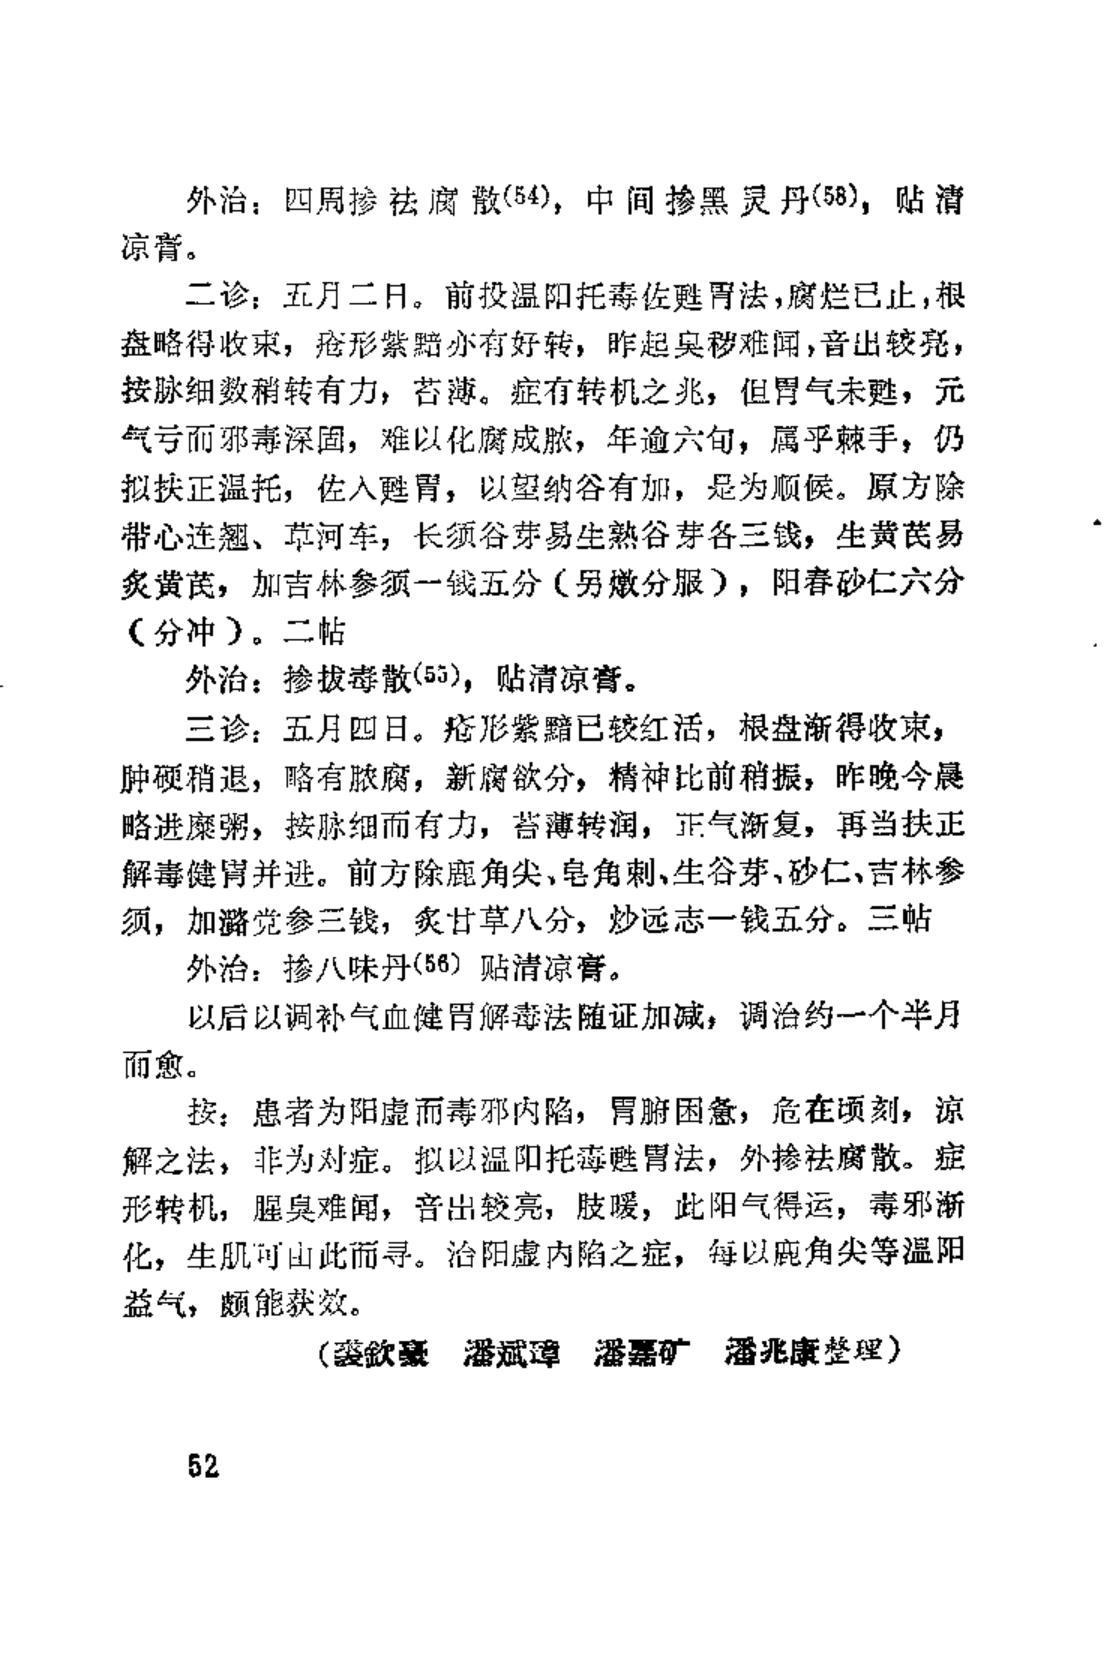 外治：四周掺祛腐散(54)，中间掺黑灵丹(58)，贴清
凉膏。
二诊：五月二日。前投温阳托毒佐甦胃法，腐烂已止，根
盘略得收束，疮形紫黯亦有好转，昨起臭秽难闻，音出较亮，
按脉细数稍转有力，苔薄。症有转机之兆，但胃气未甦，元
气亏而邪毒深固，难以化腐成脓，年逾六旬，属乎棘手，仍
拟扶正温托，佐入甦胃，以望纳谷有加，是为顺候。原方除
带心连翘、草河车，长须谷芽易生熟谷芽各三钱，生黄芪易
炙黄芪，加吉林参须一钱五分（另燉分服），阳春砂仁六分
（分冲）。二帖
外治：掺拔毒散(55)，贴清凉膏。
三诊：五月四日。疮形紫黯已较红活，根盘渐得收束，
肿硬稍退，略有脓腐，新腐欲分，精神比前稍振，昨晚今晨
略进糜粥，按脉细而有力，苔薄转润，正气渐复，再当扶正
解毒健胃并进。前方除鹿角尖、皂角刺、生谷芽、砂仁、吉林参
须，加潞党参三钱，炙甘草八分，炒远志一钱五分。三帖
外治：掺八味丹(56) 贴清凉膏。
以后以调补气血健胃解毒法随证加减，调治约一个半月
而愈。
按：患者为阳虚而毒邪内陷，胃腑困惫，危在顷刻，凉
解之法，非为对症。拟以温阳托毒甦胃法，外掺祛腐散。症
形转机，腥臭难闻，音出较亮，肢暖，此阳气得运，毒邪渐
化，生肌可由此而寻。治阳虚内陷之症，每以鹿角尖等温阳
益气，颇能获效。
（裘钦豪　潘斌璋　潘嘉矿　潘兆康整理）
52